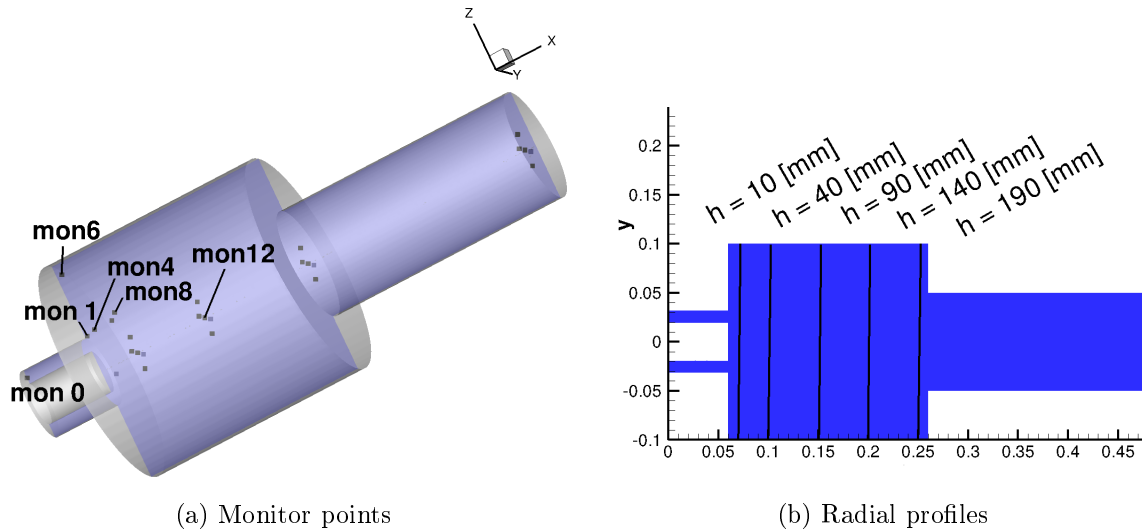 Z
X
Y
mon6
mon4
mon12
mon8
mon 1
mon 0
(a) Monitor points
h = 10 [mm]
h = 40 [mm]
h = 90 [mm]
h = 140 [mm]
h = 190 [mm]
y
0.2
0.15
0.1
0.05
0
-0.05
-0.1
0 0.05 0.1 0.15 0.2 0.25 0.3 0.35 0.4 0.45
(b) Radial profiles